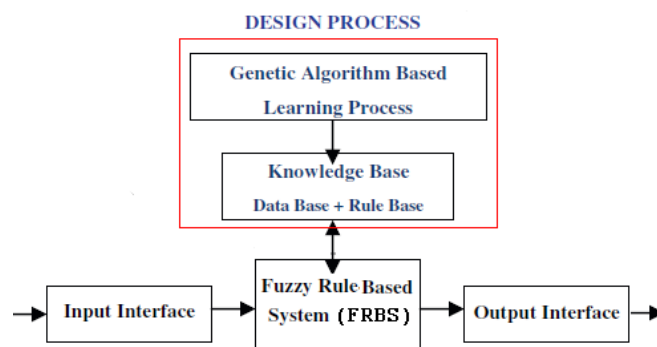 DESIGN PROCESS
Genetic Algorithm Based
Learning Process
Knowledge Base
Data Base + Rule Base
Input Interface
Fuzzy Rule Based
System (FRBS)
Output Interface